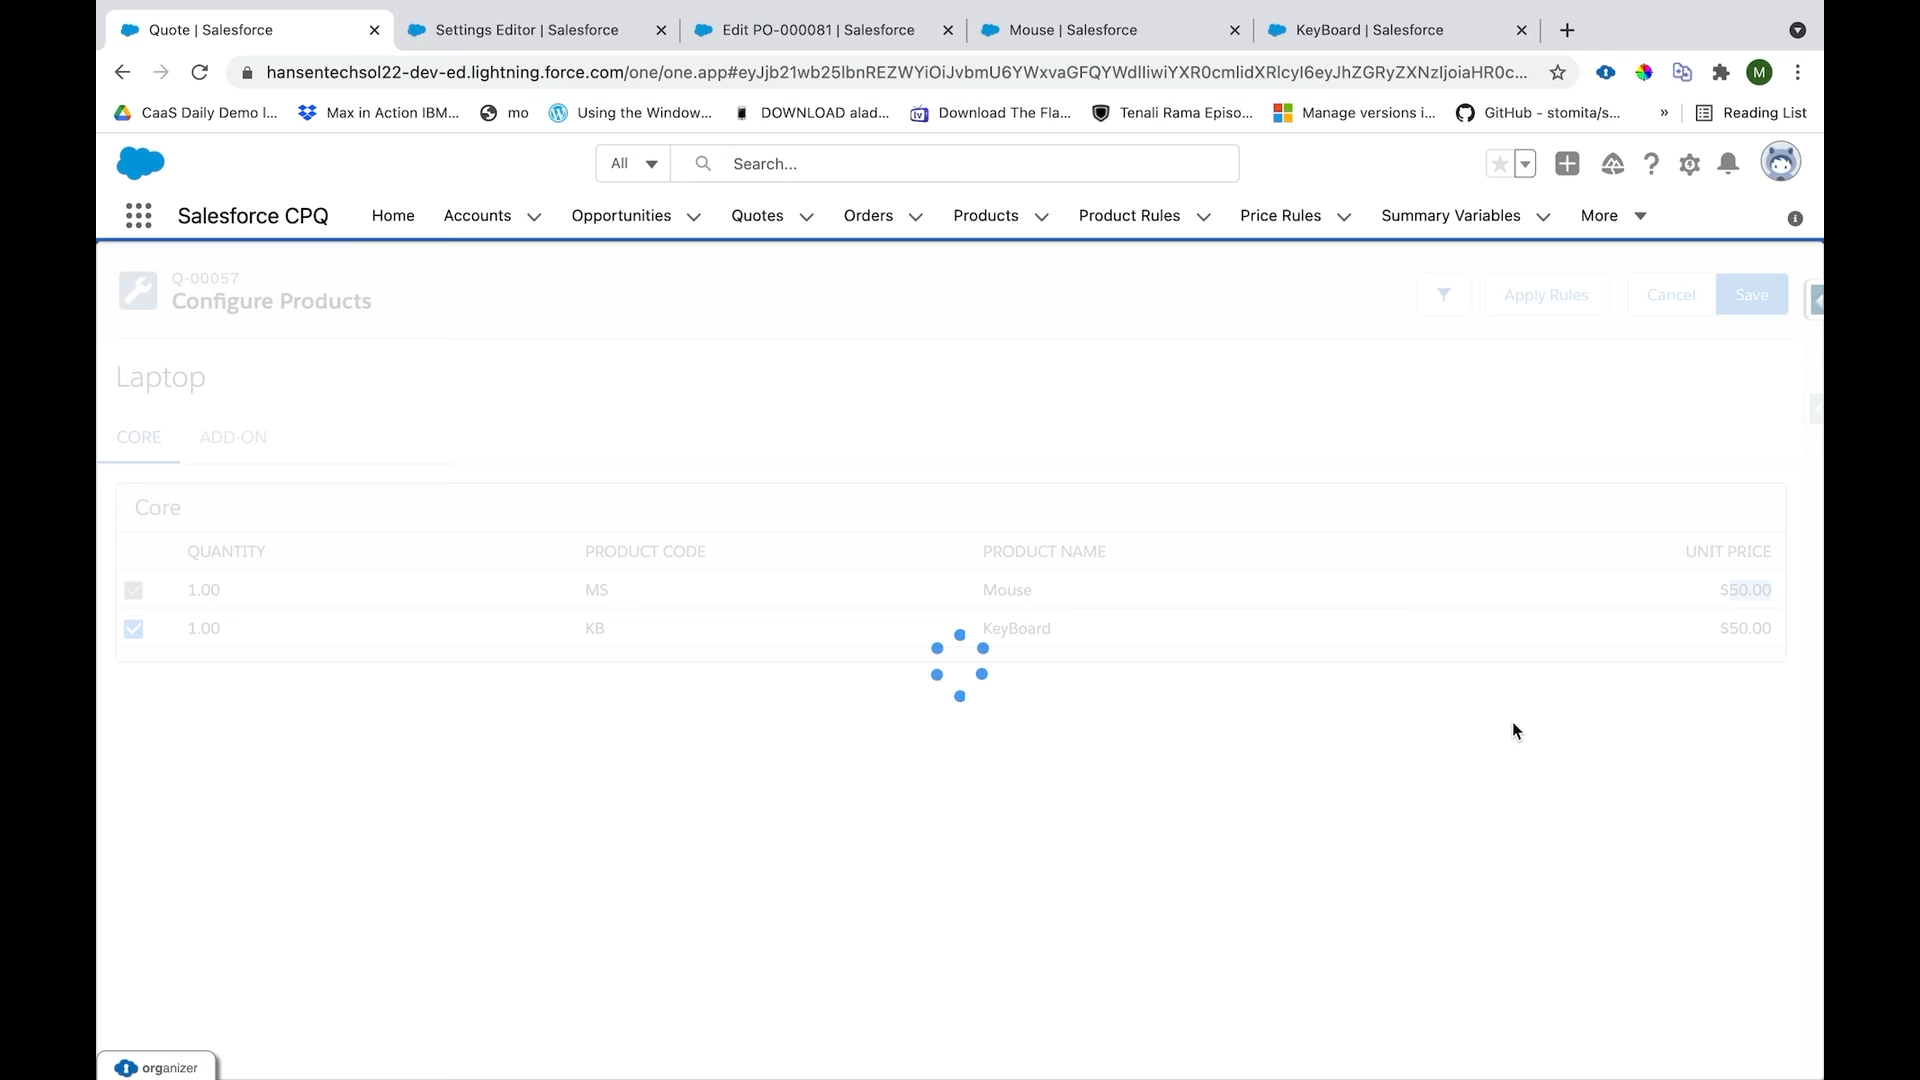 Quote | Salesforce
Settings Editor | Salesforce
Edit PO-000081 | Salesforce
Mouse | Salesforce
KeyBoard | Salesforce
hansentechsol22-dev-ed.lightning.force.com/one/one.app#eyJjb21wb25lbnREZWYiOiJvbmU6YWxvaGFQYWdlIiwiYXR0cmlidXRlcyI6eyJhZGRyZXNzIjoiaHR0c...
M
CaaS Daily Demo I...
Max in Action IBM...
mo
Using the Window...
DOWNLOAD alad...
Download The Fla...
Tenali Rama Episo...
Manage versions i...
GitHub - stomita/s...
»
Reading List
All
Search...
Salesforce CPQ
Home
Accounts
Opportunities
Quotes
Orders
Products
Product Rules
Price Rules
Summary Variables
More
Q-00057
Configure Products
Apply Rules
Cancel
Save
Laptop
CORE
ADD-ON
Core
QUANTITY PRODUCT CODE PRODUCT NAME UNIT PRICE
1.00 MS Mouse $50.00
1.00 KB KeyBoard $50.00
organizer